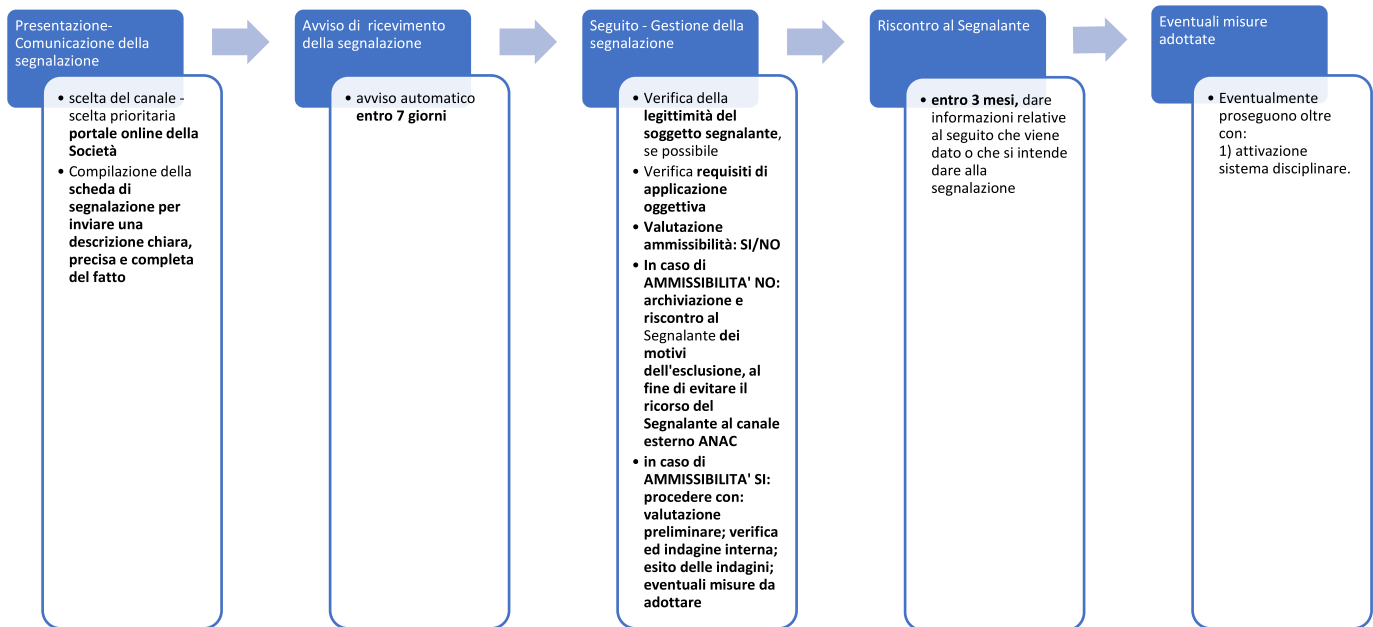 Presentazione-
Comunicazione della
segnalazione
• scelta del canale -
scelta prioritaria
portale online della
Società
• Compilazione della
scheda di
segnalazione per
inviare una
descrizione chiara,
precisa e completa
del fatto
Avviso di ricevimento
della segnalazione
• avviso automatico
entro 7 giorni
Seguito - Gestione della
segnalazione
• Verifica della
legittimità del
soggetto segnalante,
se possibile
• Verifica requisiti di
applicazione
oggettiva
• Valutazione
ammissibilità: SI/NO
• In caso di
AMMISSIBILITA' NO:
archiviazione e
riscontro al
Segnalante dei
motivi
dell'esclusione, al
fine di evitare il
ricorso del
Segnalante al canale
esterno ANAC
• in caso di
AMMISSIBILITA' SI:
procedere con:
valutazione
preliminare; verifica
ed indagine interna;
esito delle indagini;
eventuali misure da
adottare
Riscontro al Segnalante
• entro 3 mesi, dare
informazioni relative
al seguito che viene
dato o che si intende
dare alla
segnalazione
Eventuali misure
adottate
• Eventualmente
proseguono oltre
con:
1) attivazione
sistema disciplinare.